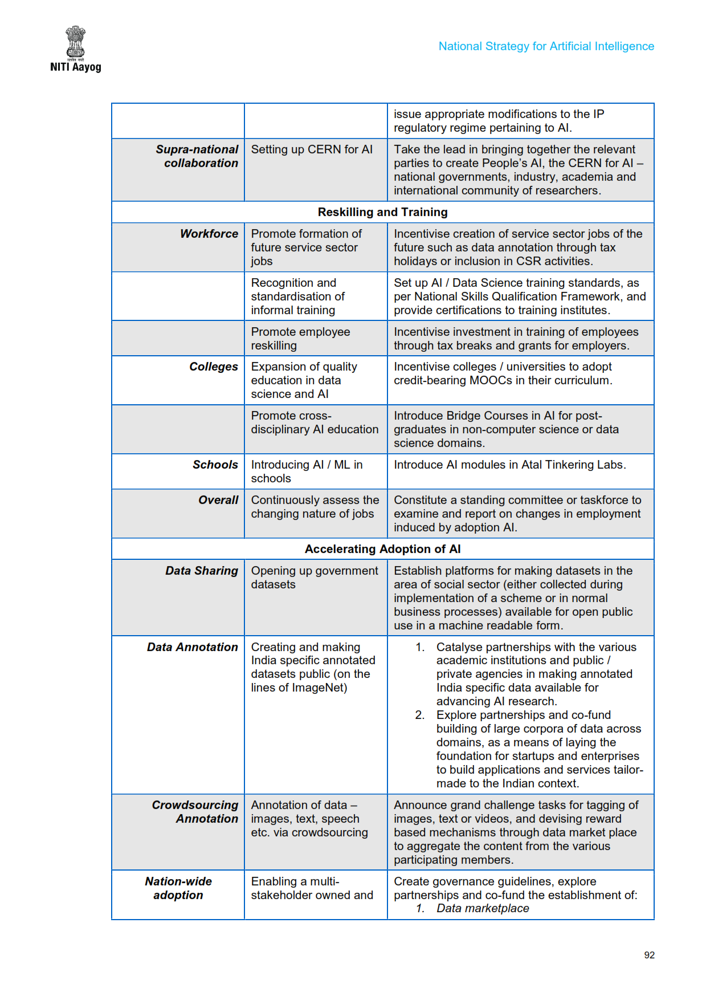 सत्यमेव जयते
NITI Aayog
National Strategy for Artificial Intelligence
issue appropriate modifications to the IP
regulatory regime pertaining to AI.
Supra-national
collaboration
Setting up CERN for AI
Take the lead in bringing together the relevant
parties to create People's AI, the CERN for AI –
national governments, industry, academia and
international community of researchers.
Reskilling and Training
Workforce
Promote formation of
future service sector
jobs
Incentivise creation of service sector jobs of the
future such as data annotation through tax
holidays or inclusion in CSR activities.
Recognition and
standardisation of
informal training
Set up AI / Data Science training standards, as
per National Skills Qualification Framework, and
provide certifications to training institutes.
Promote employee
reskilling
Incentivise investment in training of employees
through tax breaks and grants for employers.
Colleges
Expansion of quality
education in data
science and AI
Incentivise colleges / universities to adopt
credit-bearing MOOCs in their curriculum.
Promote cross-
disciplinary AI education
Introduce Bridge Courses in AI for post-
graduates in non-computer science or data
science domains.
Schools
Introducing AI / ML in
schools
Introduce AI modules in Atal Tinkering Labs.
Overall
Continuously assess the
changing nature of jobs
Constitute a standing committee or taskforce to
examine and report on changes in employment
induced by adoption AI.
Accelerating Adoption of AI
Data Sharing
Opening up government
datasets
Establish platforms for making datasets in the
area of social sector (either collected during
implementation of a scheme or in normal
business processes) available for open public
use in a machine readable form.
Data Annotation
Creating and making
India specific annotated
datasets public (on the
lines of ImageNet)
1. Catalyse partnerships with the various
academic institutions and public /
private agencies in making annotated
India specific data available for
advancing AI research.
2. Explore partnerships and co-fund
building of large corpora of data across
domains, as a means of laying the
foundation for startups and enterprises
to build applications and services tailor-
made to the Indian context.
Crowdsourcing
Annotation
Annotation of data –
images, text, speech
etc. via crowdsourcing
Announce grand challenge tasks for tagging of
images, text or videos, and devising reward
based mechanisms through data market place
to aggregate the content from the various
participating members.
Nation-wide
adoption
Enabling a multi-
stakeholder owned and
Create governance guidelines, explore
partnerships and co-fund the establishment of:
1. Data marketplace
92